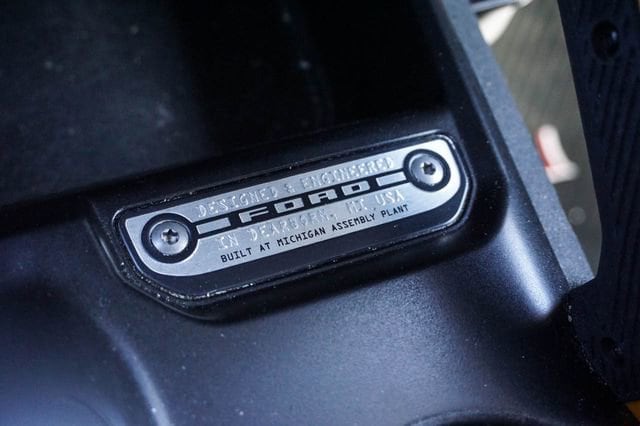 DESIGNED & ENGINEERED
FORD
IN DEARBORN, MI, USA
BUILT AT MICHIGAN ASSEMBLY PLANT